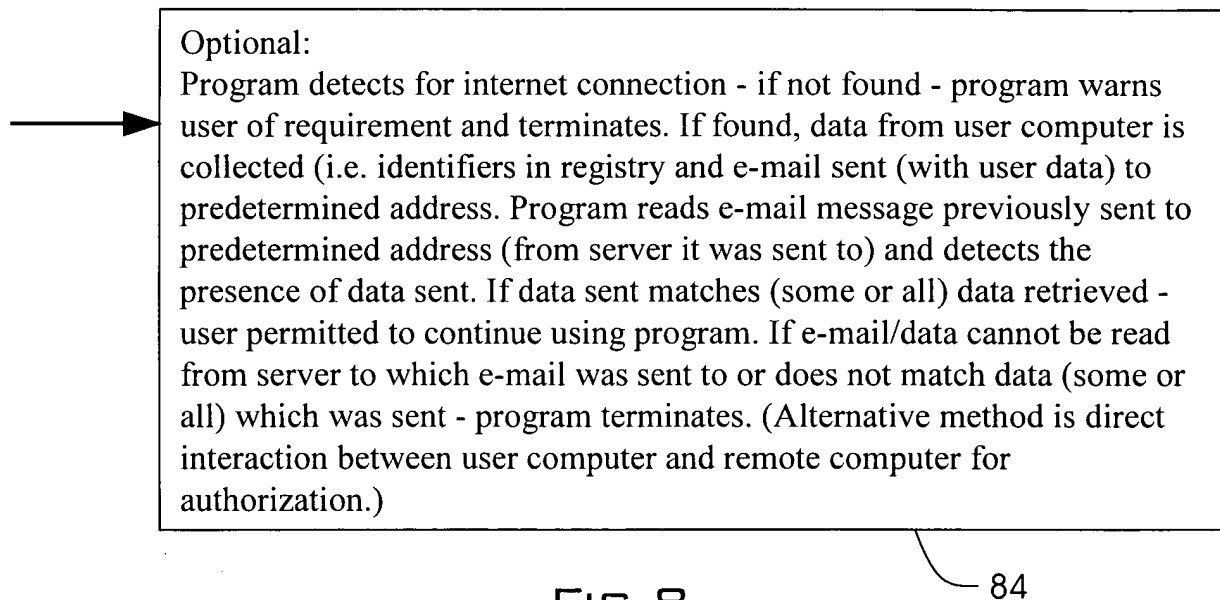 Optional:
Program detects for internet connection - if not found - program warns
user of requirement and terminates. If found, data from user computer is
collected (i.e. identifiers in registry and e-mail sent (with user data) to
predetermined address. Program reads e-mail message previously sent to
predetermined address (from server it was sent to) and detects the
presence of data sent. If data sent matches (some or all) data retrieved -
user permitted to continue using program. If e-mail/data cannot be read
from server to which e-mail was sent to or does not match data (some or
all) which was sent - program terminates. (Alternative method is direct
interaction between user computer and remote computer for
authorization.)
84